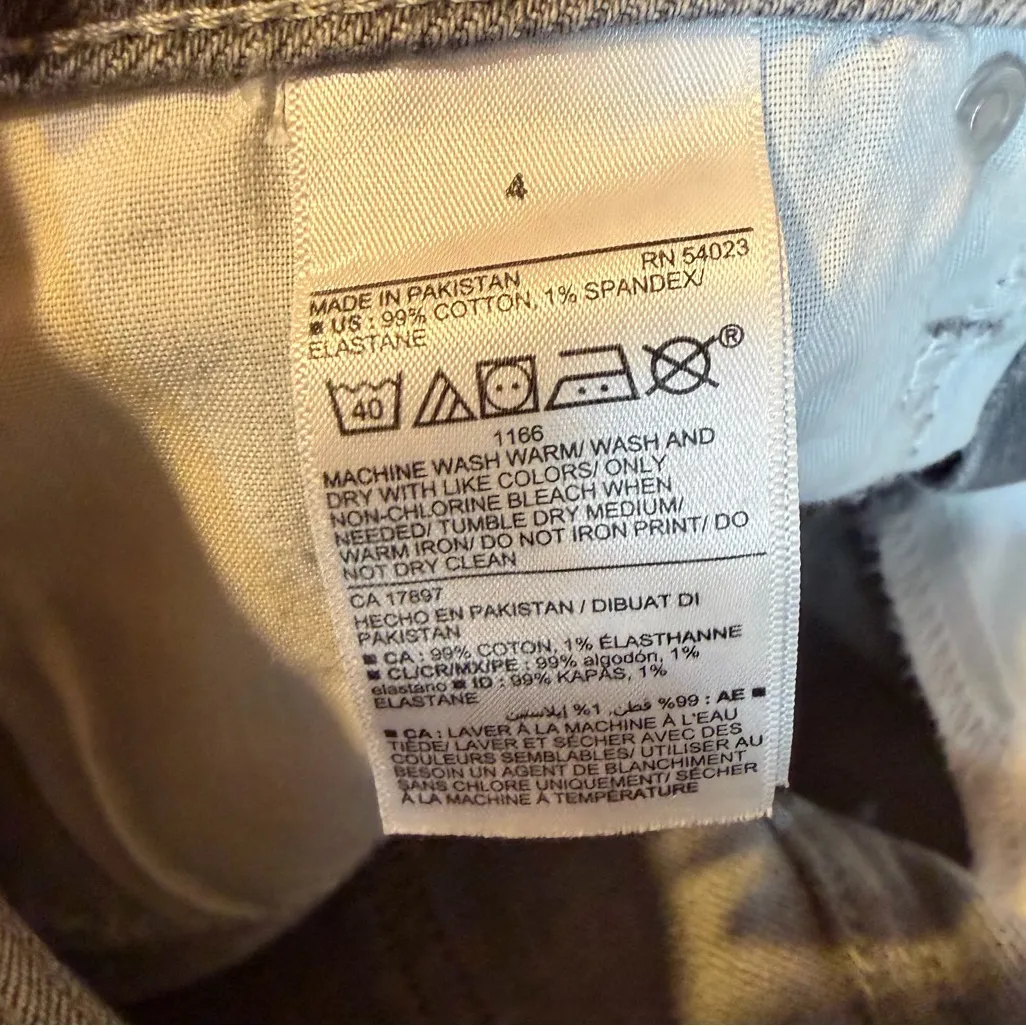 4
RN 54023
MADE IN PAKISTAN
■ US : 99% COTTON, 1% SPANDEX/
ELASTANE
40
®
1166
MACHINE WASH WARM/ WASH AND
DRY WITH LIKE COLORS/ ONLY
NON-CHLORINE BLEACH WHEN
NEEDED/ TUMBLE DRY MEDIUM/
WARM IRON/ DO NOT IRON PRINT/ DO
NOT DRY CLEAN
CA 17897
HECHO EN PAKISTAN / DIBUAT DI
PAKISTAN
■ CA : 99% COTON, 1% ÉLASTHANNE
■ CL/CR/MX/PE : 99% algodón, 1%
elastano ■ ID : 99% KAPAS, 1%
ELASTANE
■ AE : 99% قطن, 1% إيلاستين
■ CA : LAVER À LA MACHINE À L'EAU
TIÈDE/ LAVER ET SÉCHER AVEC DES
COULEURS SEMBLABLES/ UTILISER AU
BESOIN UN AGENT DE BLANCHIMENT
SANS CHLORE UNIQUEMENT/ SÉCHER
À LA MACHINE À TEMPÉRATURE